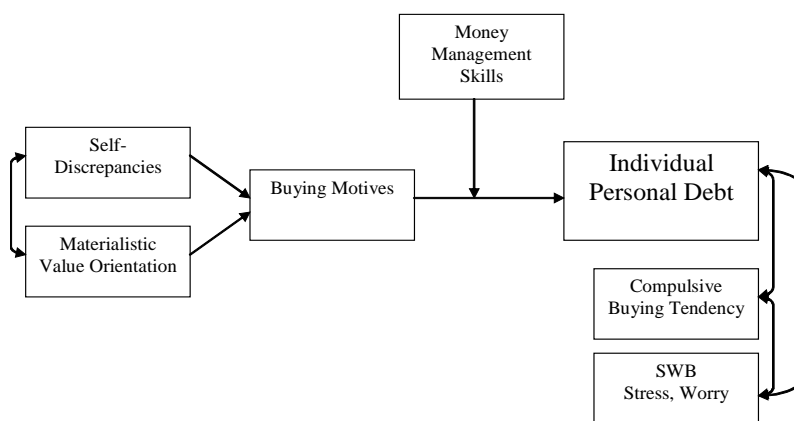 Money
Management
Skills
Self-
Discrepancies
Buying Motives
Individual
Personal Debt
Materialistic
Value Orientation
Compulsive
Buying Tendency
SWB
Stress, Worry